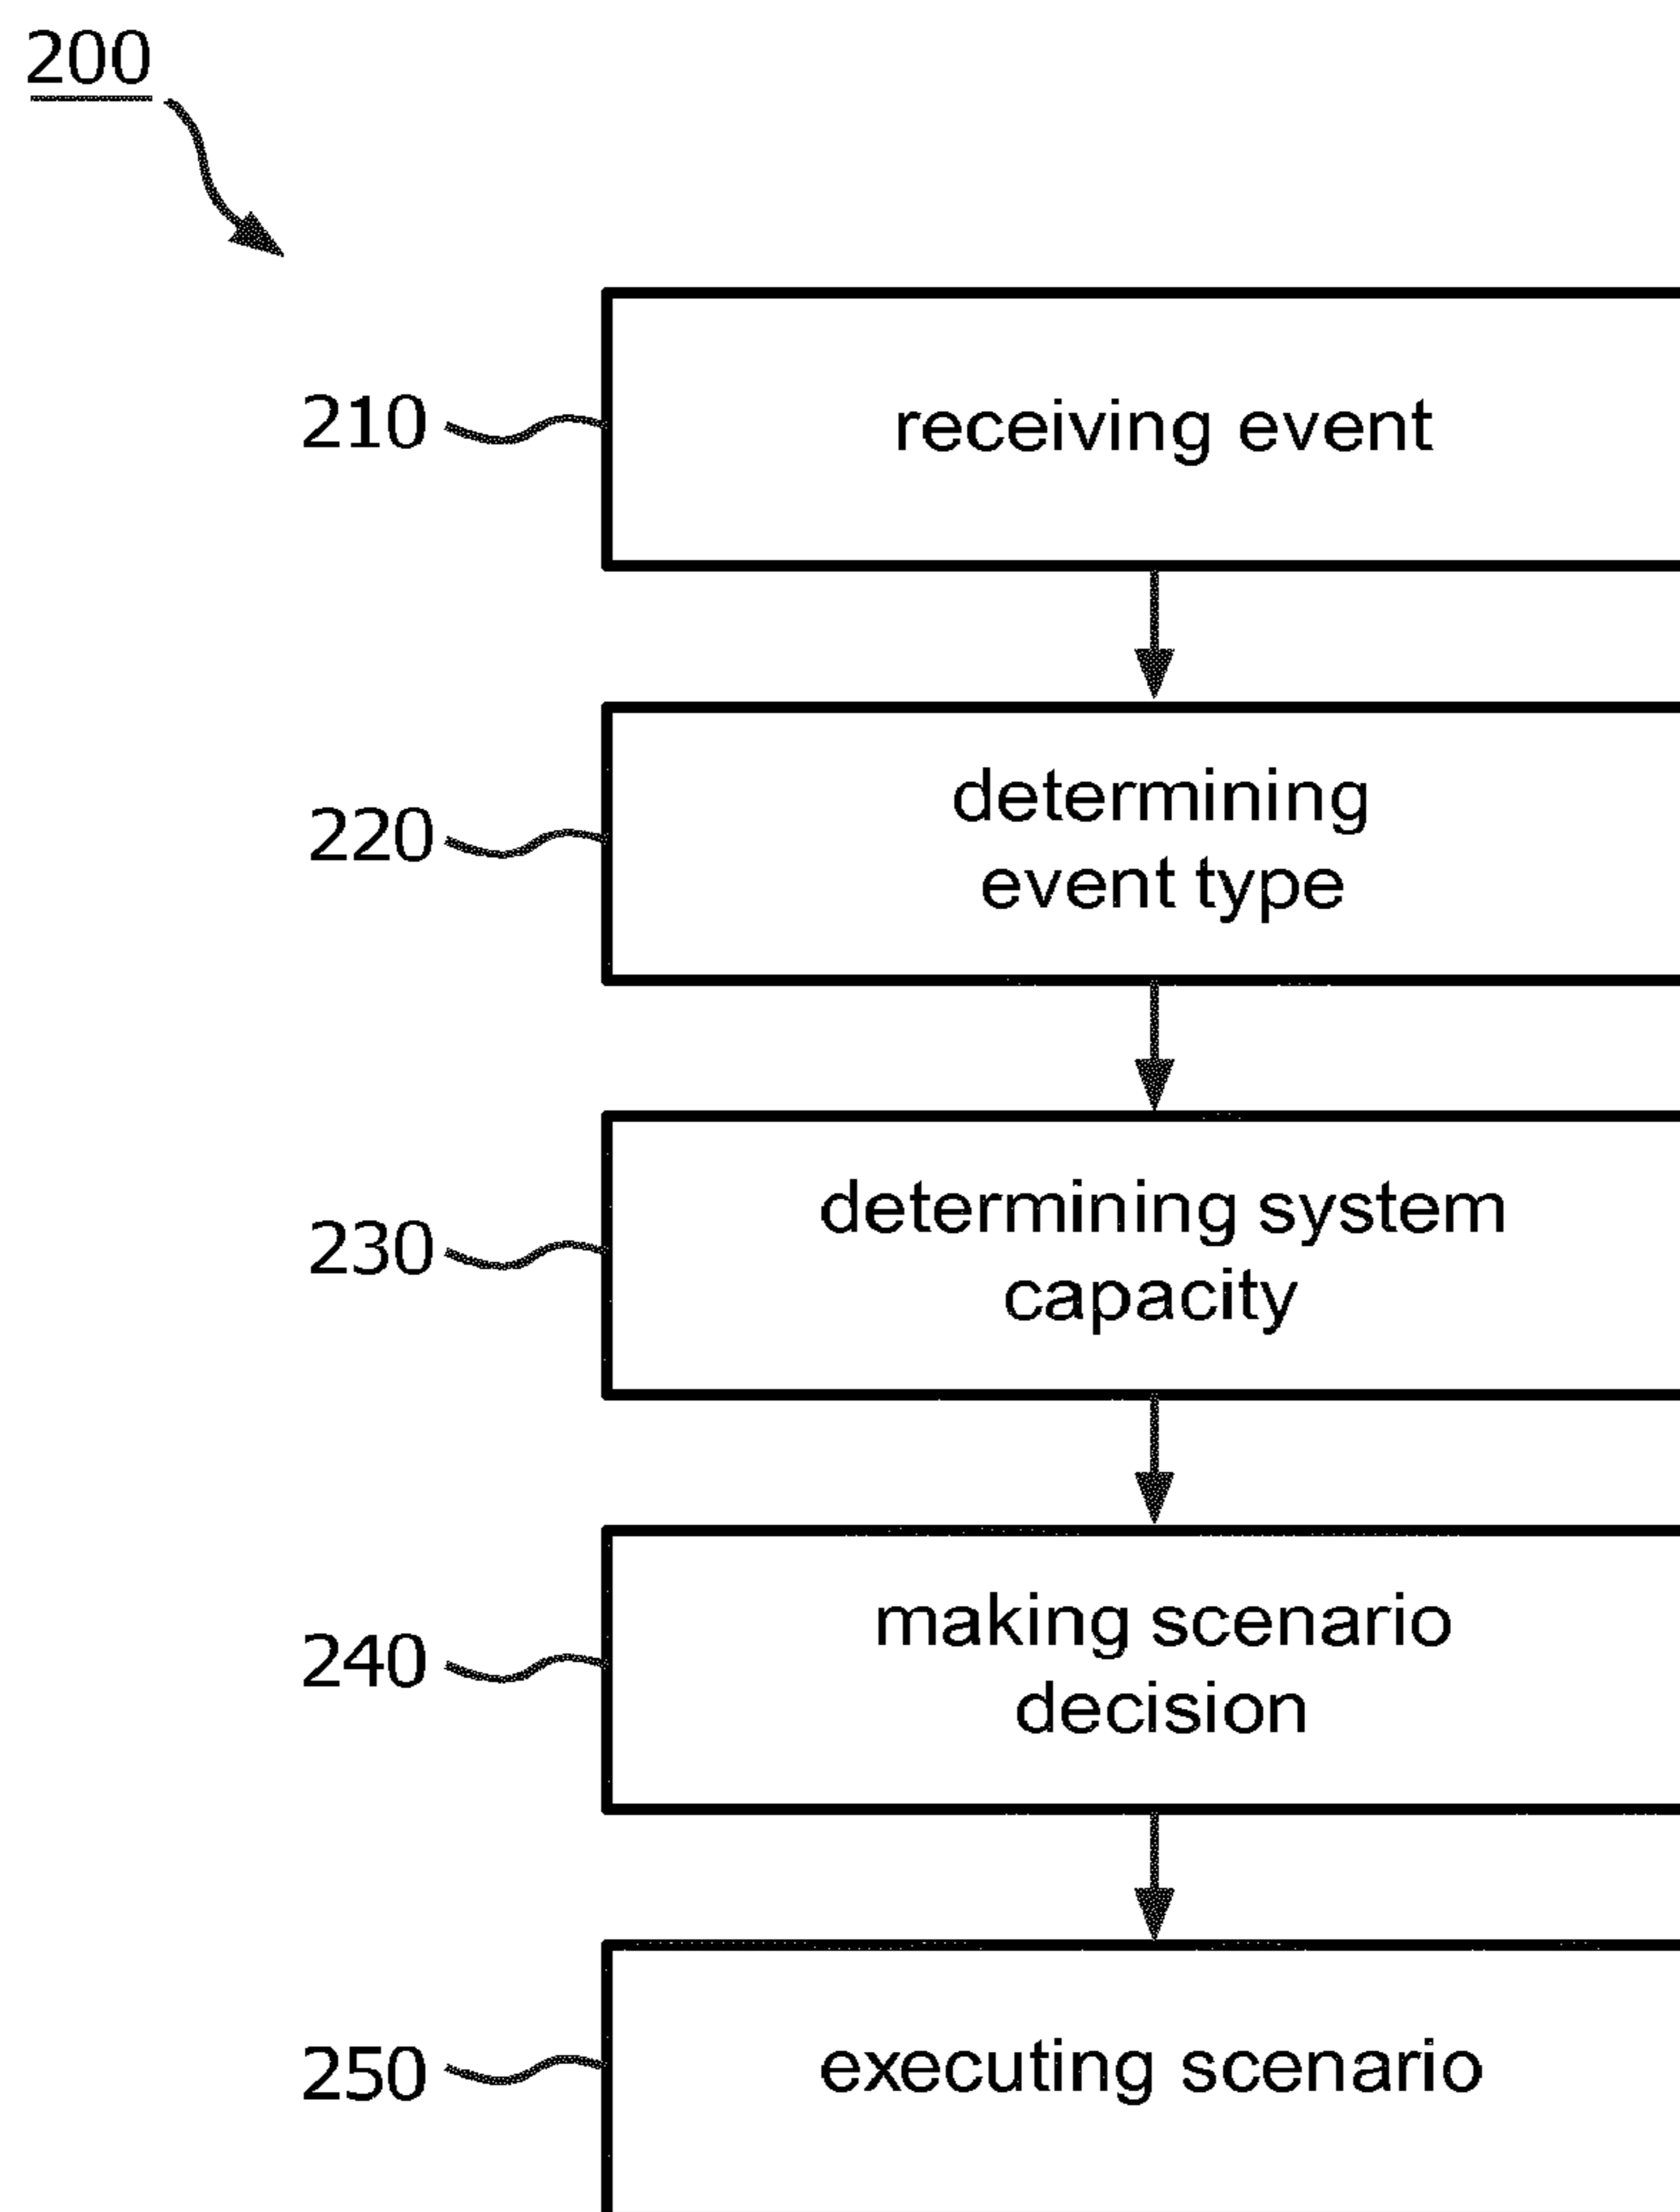 200
210
receiving event
220
determining
event type
230
determining system
capacity
240
making scenario
decision
250
executing scenario